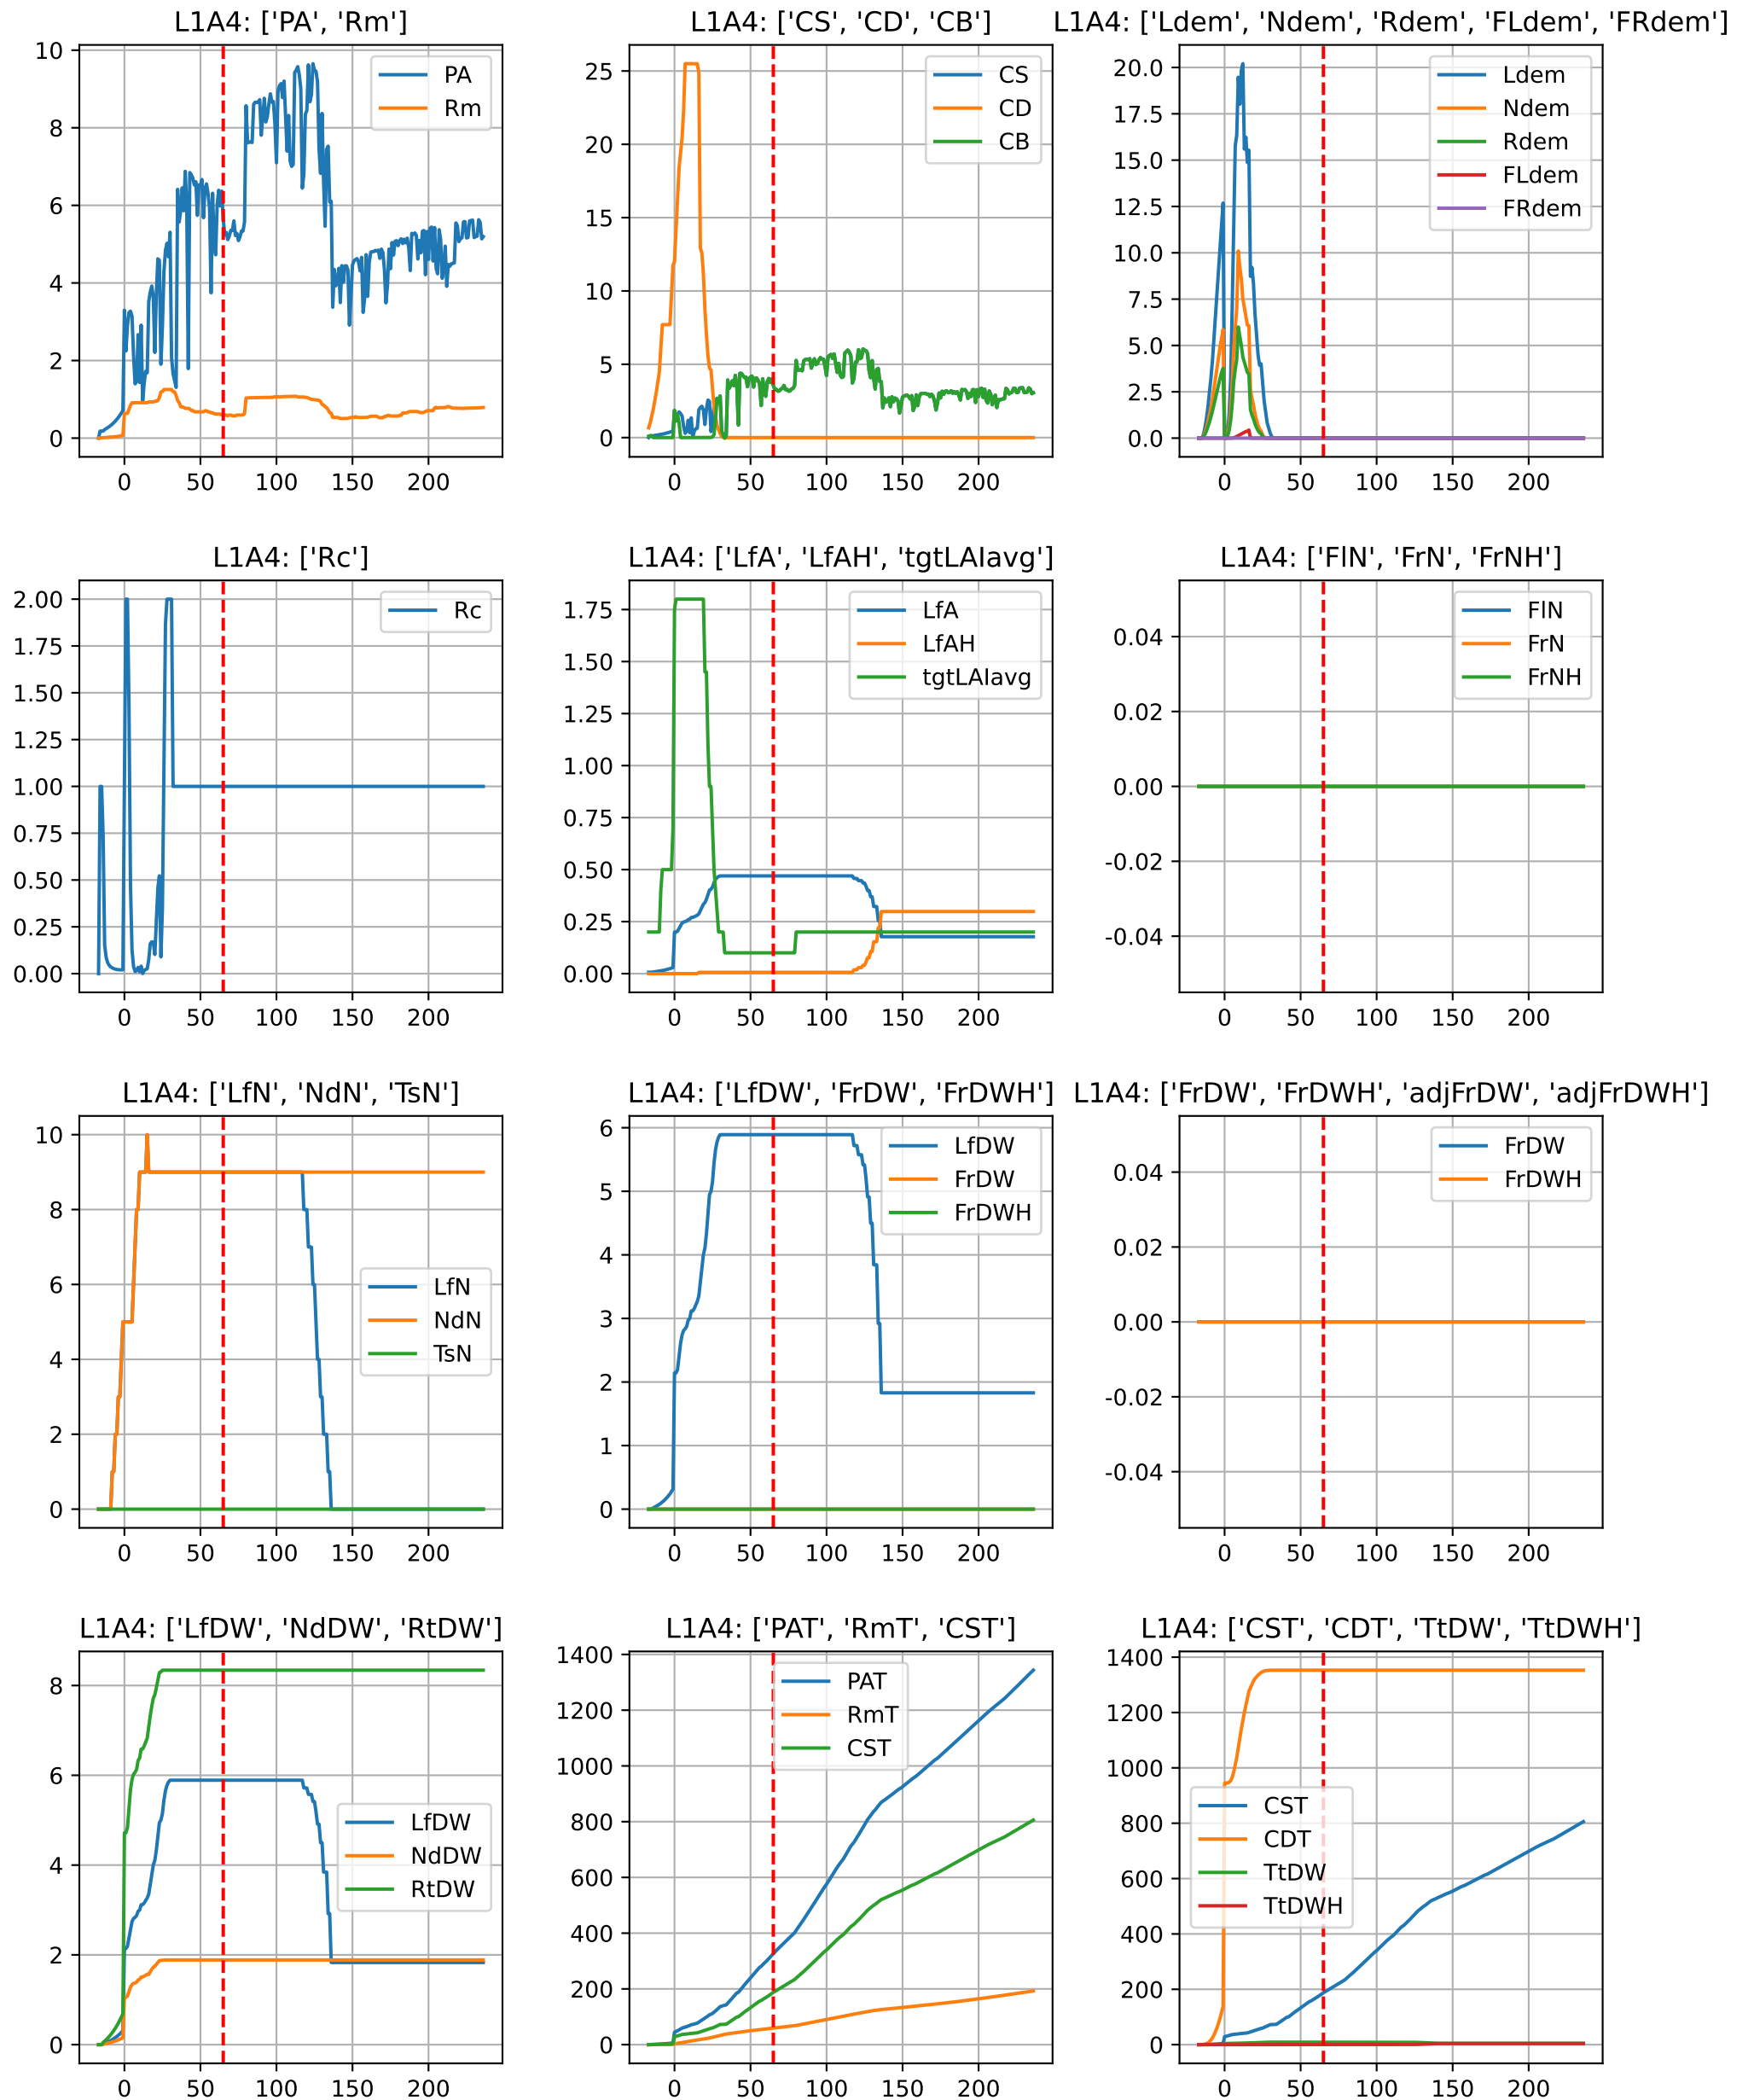 L1A4: ['PA', 'Rm']
10
8
6
4
2
0
0 50 100 150 200
PA
Rm
L1A4: ['CS', 'CD', 'CB']
25
20
15
10
5
0
0 50 100 150 200
CS
CD
CB
L1A4: ['Ldem', 'Ndem', 'Rdem', 'FLdem', 'FRdem']
20.0
17.5
15.0
12.5
10.0
7.5
5.0
2.5
0.0
0 50 100 150 200
Ldem
Ndem
Rdem
FLdem
FRdem
L1A4: ['Rc']
2.00
1.75
1.50
1.25
1.00
0.75
0.50
0.25
0.00
0 50 100 150 200
Rc
L1A4: ['LfA', 'LfAH', 'tgtLAIavg']
1.75
1.50
1.25
1.00
0.75
0.50
0.25
0.00
0 50 100 150 200
LfA
LfAH
tgtLAIavg
L1A4: ['FlN', 'FrN', 'FrNH']
0.04
0.02
0.00
-0.02
-0.04
0 50 100 150 200
FlN
FrN
FrNH
L1A4: ['LfN', 'NdN', 'TsN']
10
8
6
4
2
0
0 50 100 150 200
LfN
NdN
TsN
L1A4: ['LfDW', 'FrDW', 'FrDWH']
6
5
4
3
2
1
0
0 50 100 150 200
LfDW
FrDW
FrDWH
L1A4: ['FrDW', 'FrDWH', 'adjFrDW', 'adjFrDWH']
0.04
0.02
0.00
-0.02
-0.04
0 50 100 150 200
FrDW
FrDWH
L1A4: ['LfDW', 'NdDW', 'RtDW']
8
6
4
2
0
0 50 100 150 200
LfDW
NdDW
RtDW
L1A4: ['PAT', 'RmT', 'CST']
1400
1200
1000
800
600
400
200
0
0 50 100 150 200
PAT
RmT
CST
L1A4: ['CST', 'CDT', 'TtDW', 'TtDWH']
1400
1200
1000
800
600
400
200
0
0 50 100 150 200
CST
CDT
TtDW
TtDWH